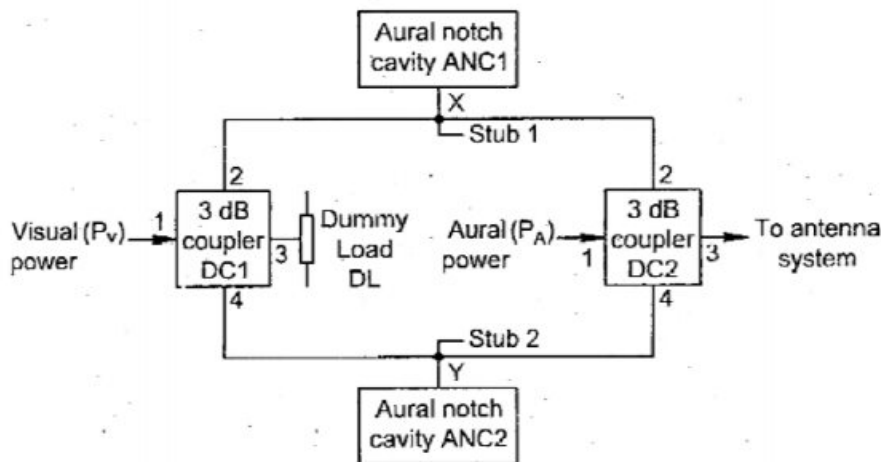 Aural notch
cavity ANC1
X
Stub 1
2
2
Visual (Pv)
power
1
3 dB
coupler
DC1
3
Dummy
Load
DL
Aural (PA)
power
1
3 dB
coupler
DC2
3
To antenna
system
4
4
Stub 2
Y
Aural notch
cavity ANC2